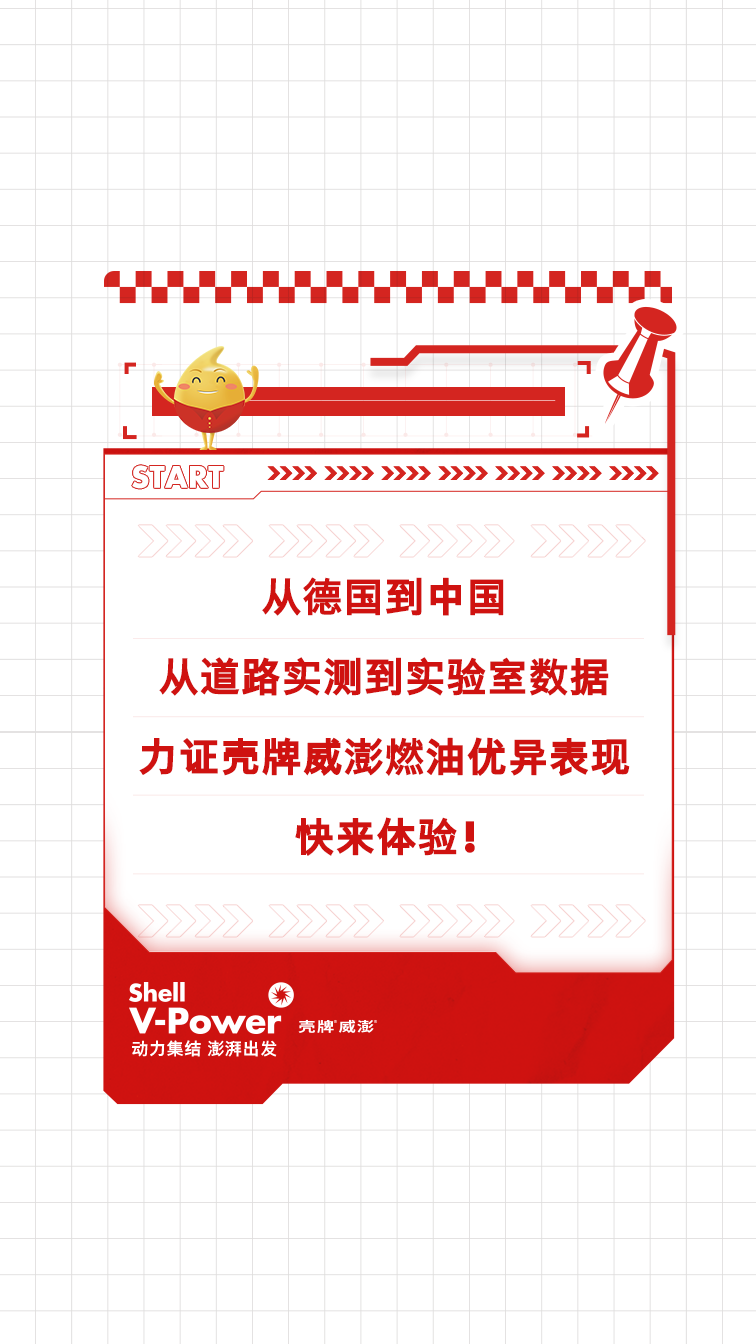 START
从德国到中国
从道路实测到实验室数据
力证壳牌威澎燃油优异表现
快来体验！
Shell
V-Power
壳牌®威澎®
动力集结 澎湃出发